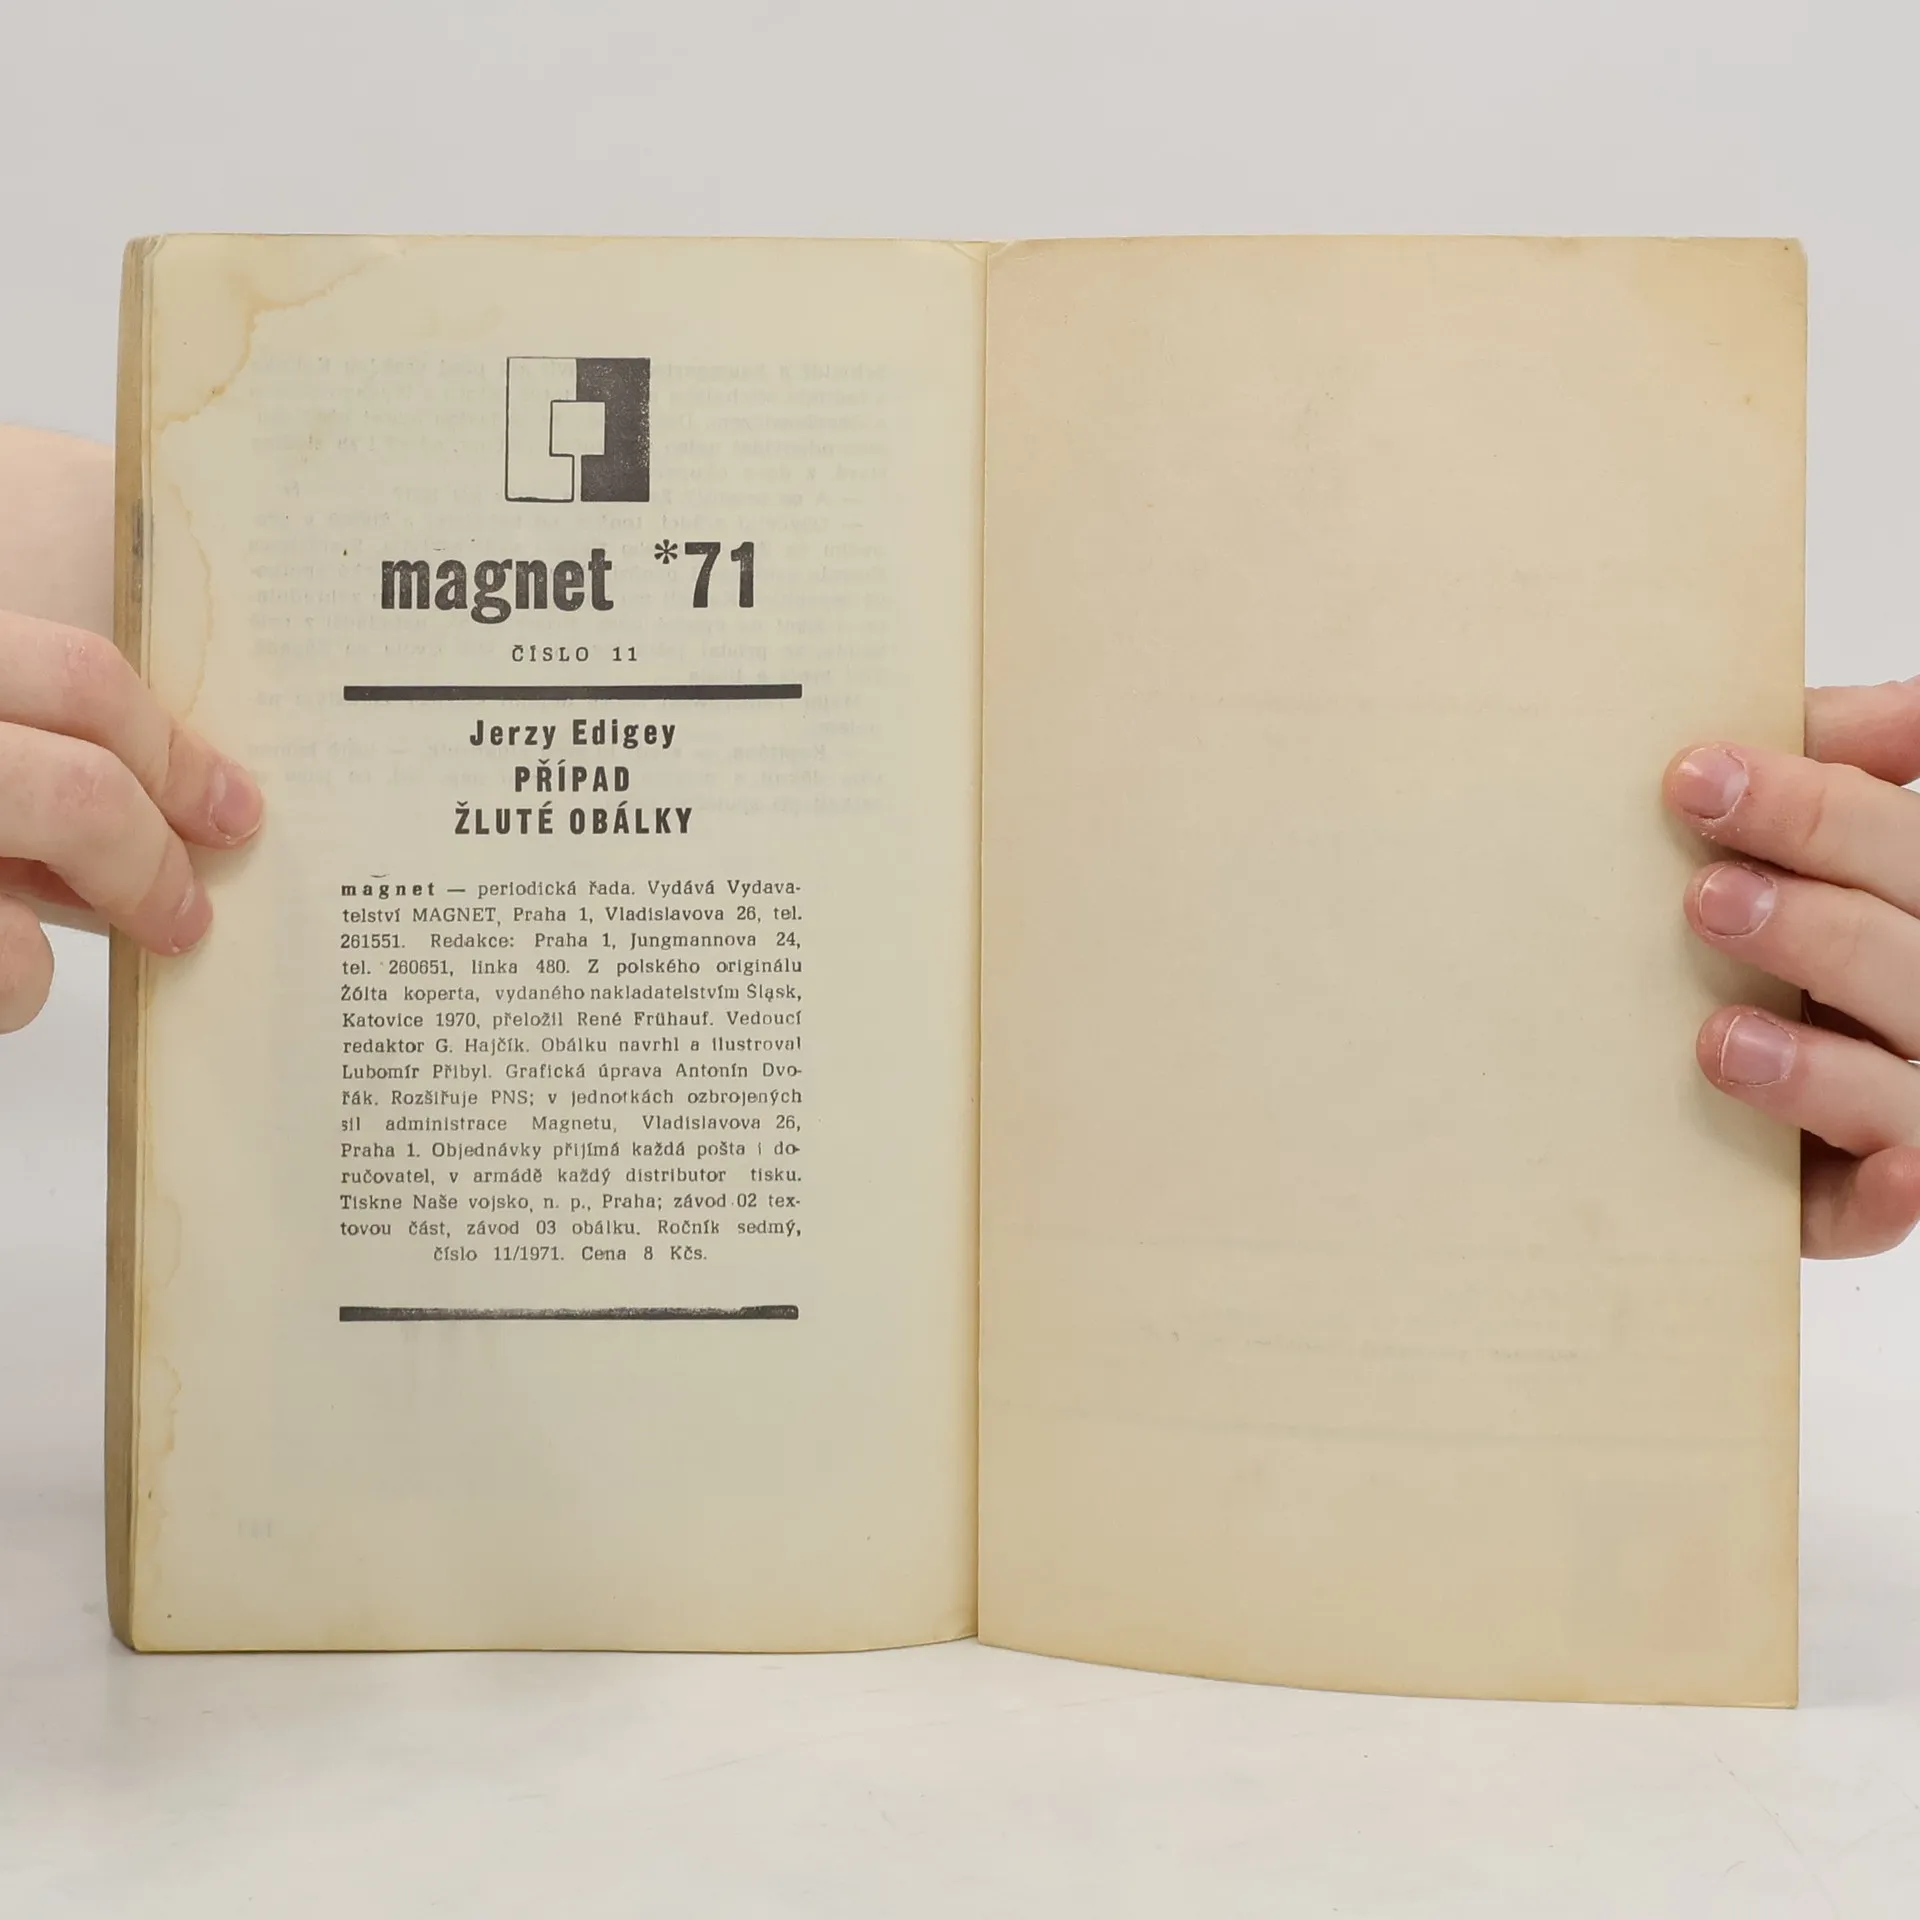 magnet *71
ČÍSLO 11
Jerzy Edigey
PŘÍPAD
ŽLUTÉ OBÁLKY
magnet — periodická řada. Vydává Vydava-
telství MAGNET, Praha 1, Vladislavova 26, tel.
261551. Redakce: Praha 1, Jungmannova 24,
tel. 260651, linka 480. Z polského originálu
Żólta koperta, vydaného nakladatelstvím Śląsk,
Katovice 1970, přeložil René Frühauf. Vedoucí
redaktor G. Hajčík. Obálku navrhl a ilustroval
Lubomír Přibyl. Grafická úprava Antonín Dvo-
řák. Rozšiřuje PNS; v jednotkách ozbrojených
sil administrace Magnetu, Vladislavova 26,
Praha 1. Objednávky přijímá každá pošta i do-
ručovatel, v armádě každý distributor tisku.
Tiskne Naše vojsko, n. p., Praha; závod 02 tex-
tovou část, závod 03 obálku. Ročník sedmý,
číslo 11/1971. Cena 8 Kčs.